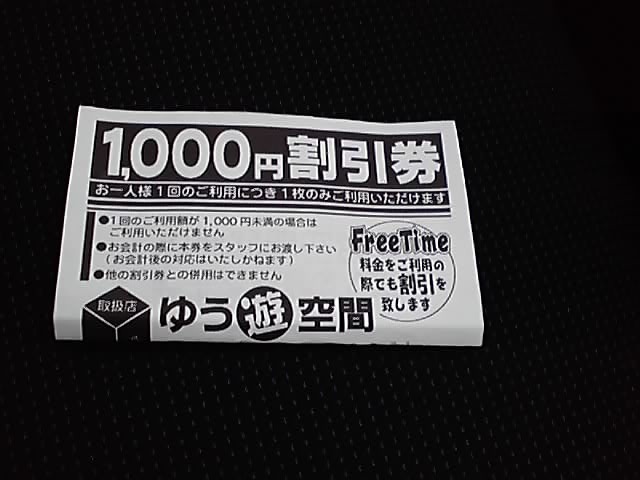 1,000円割引券
お一人様1回のご利用につき1枚のみご利用いただけます
●1回のご利用額が1,000円未満の場合は
ご利用いただけません
●お会計の際に本券をスタッフにお渡し下さい
(お会計後の対応はいたしかねます)
●他の割引券との併用はできません
FreeTime
料金をご利用の
際でも割引を
致します
取扱店
ゆう遊空間